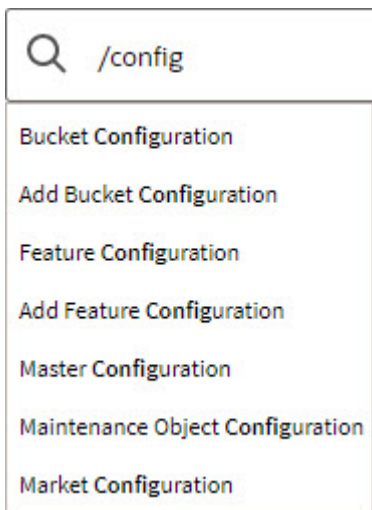 /config
Bucket Configuration
Add Bucket Configuration
Feature Configuration
Add Feature Configuration
Master Configuration
Maintenance Object Configuration
Market Configuration